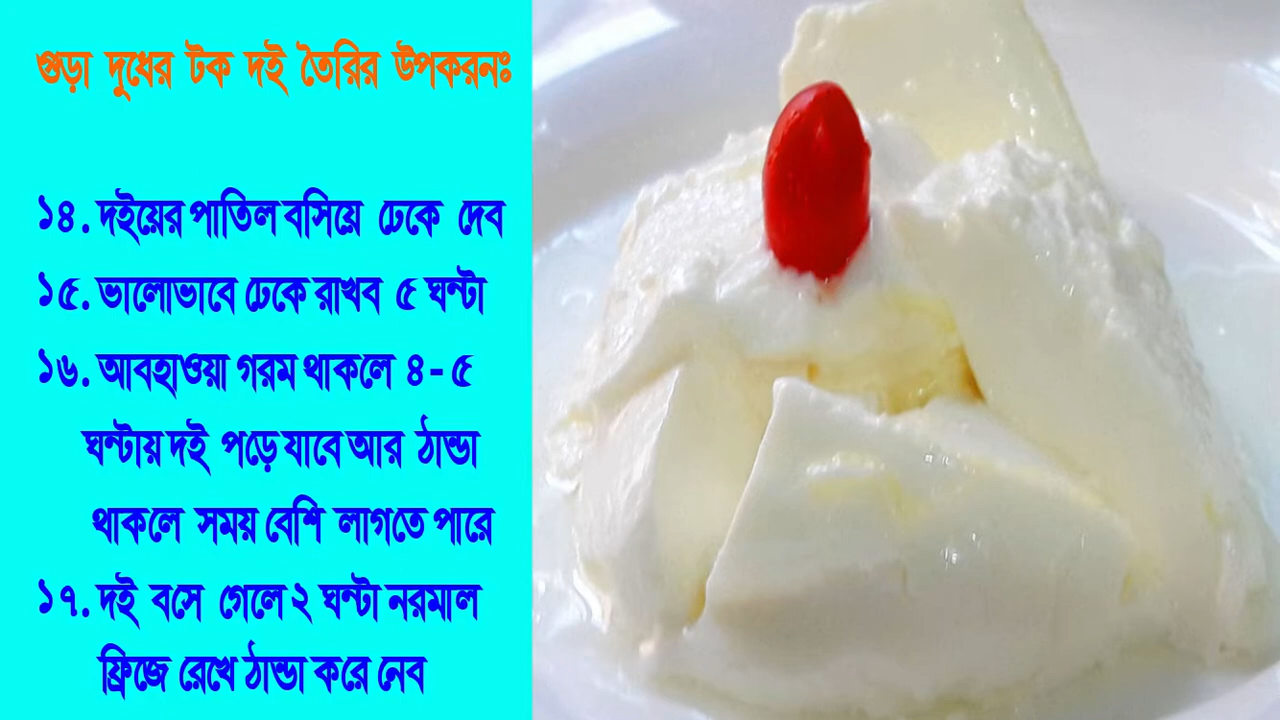 গুড়া দুধের টক দই তৈরির উপকরনঃ
১৪. দইয়ের পাতিল বসিয়ে ঢেকে দেব
১৫. ভালোভাবে ঢেকে রাখব ৫ ঘন্টা
১৬. আবহাওয়া গরম থাকলে ৪ - ৫
ঘন্টায় দই পড়ে যাবে আর ঠান্ডা
থাকলে সময় বেশি লাগতে পারে
১৭. দই বসে গেলে ২ ঘন্টা নরমাল
ফ্রিজে রেখে ঠান্ডা করে নেব